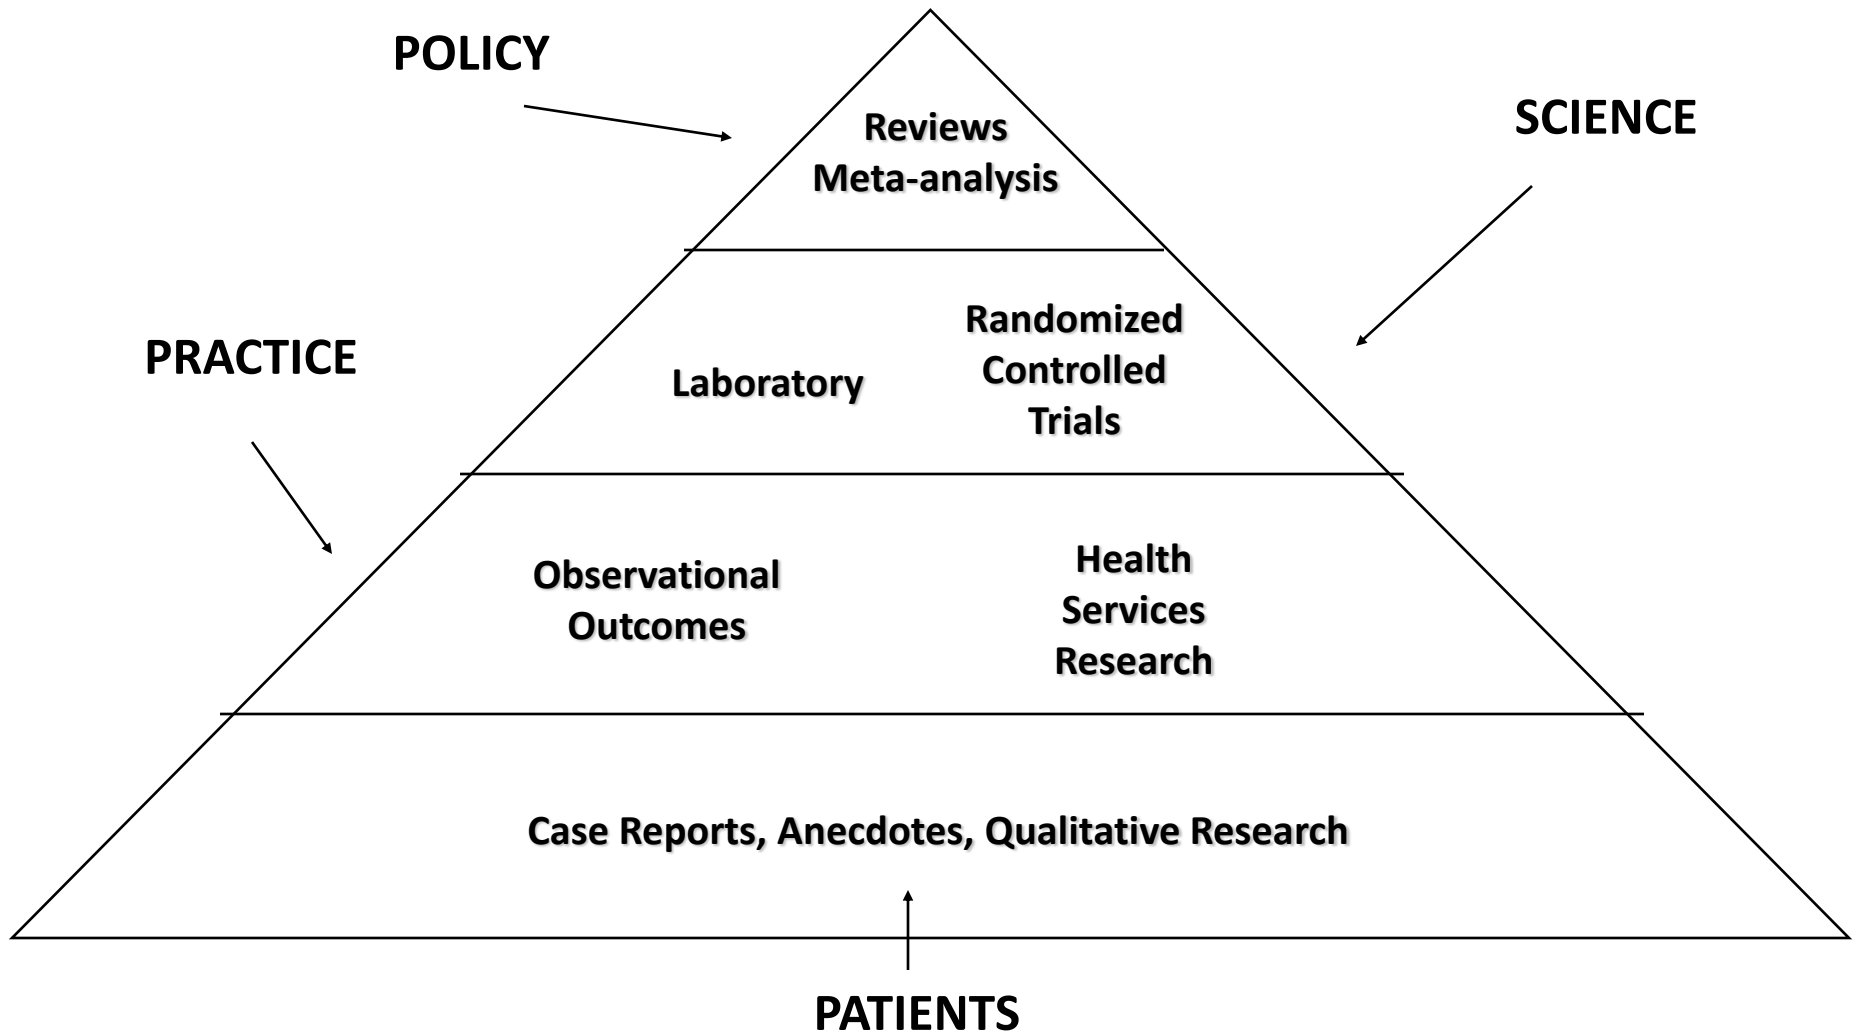 POLICY
SCIENCE
Reviews
Meta-analysis
PRACTICE
Laboratory
Randomized
Controlled
Trials
Observational
Outcomes
Health
Services
Research
Case Reports, Anecdotes, Qualitative Research
PATIENTS